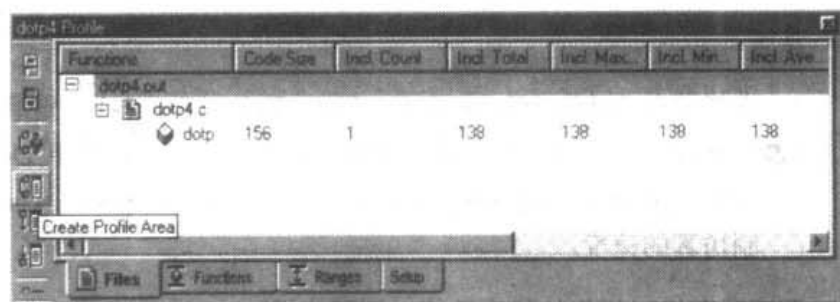 dotp4 Profile
Functions Code Size Incl. Count Incl. Total Incl. Max... Incl. Min... Incl. Ave
dotp4.out
dotp4.c
dotp 156 1 138 138 138 138
Create Profile Area
Files Functions Ranges Setup